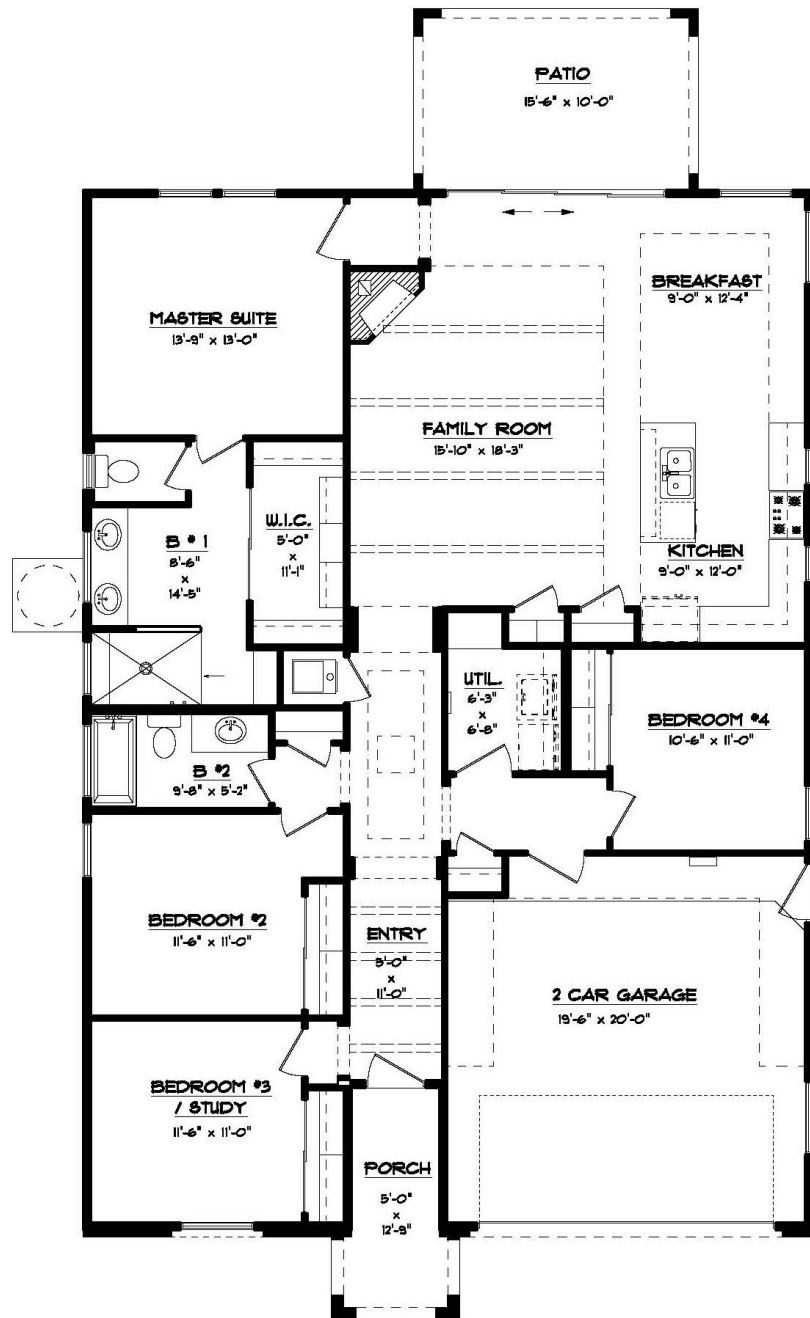 PATIO
15'-6" x 10'-0"
MASTER SUITE
13'-9" x 13'-0"
BREAKFAST
9'-0" x 12'-4"
FAMILY ROOM
15'-10" x 18'-3"
W.I.C.
5'-0"
x
11'-1"
B #1
8'-6"
x
14'-5"
KITCHEN
9'-0" x 12'-0"
UTIL.
6'-3"
x
6'-8"
BEDROOM #4
10'-6" x 11'-0"
B #2
9'-8" x 5'-2"
BEDROOM #2
11'-6" x 11'-0"
ENTRY
5'-0"
x
11'-0"
2 CAR GARAGE
19'-6" x 20'-0"
BEDROOM #3
/ STUDY
11'-6" x 11'-0"
PORCH
5'-0"
x
12'-9"